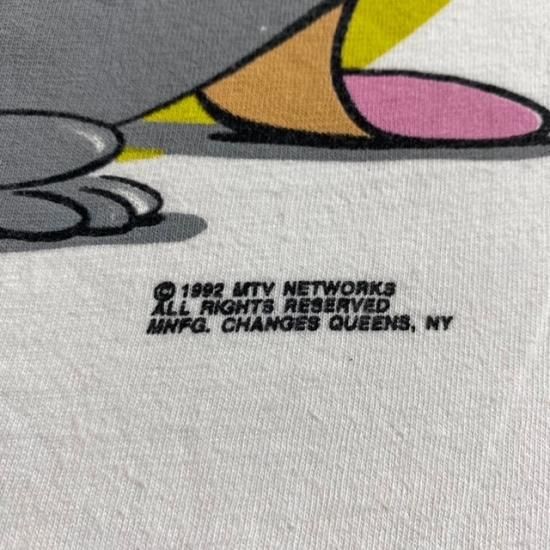 © 1992 MTV NETWORKS
ALL RIGHTS RESERVED
MNFG. CHANGES QUEENS, NY